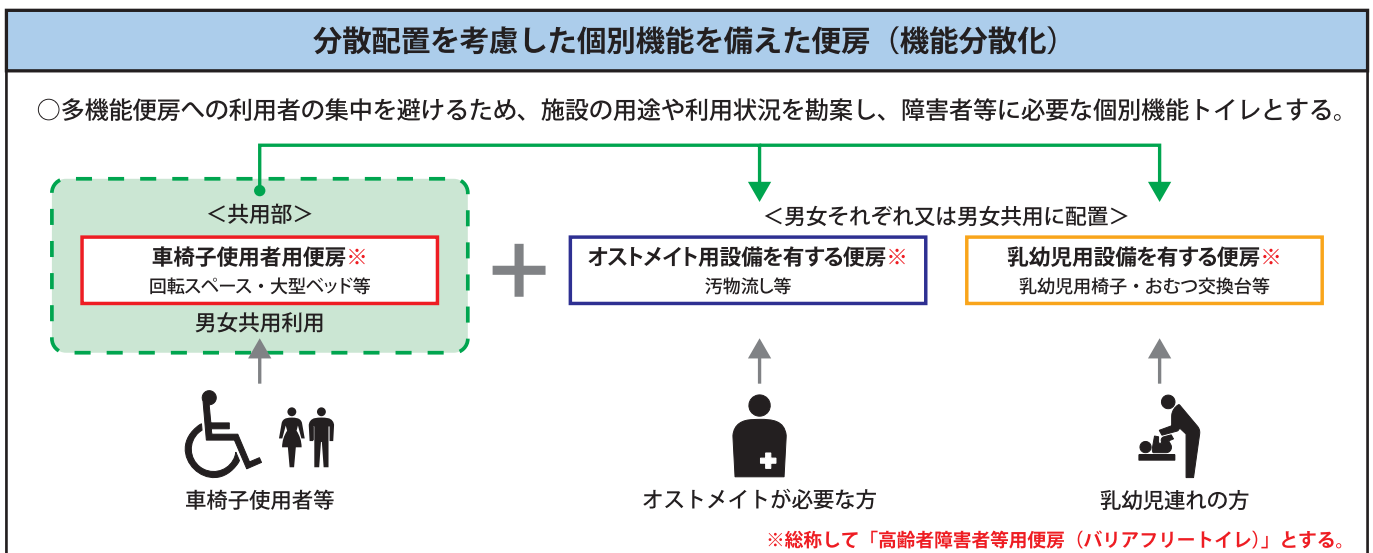 分散配置を考慮した個別機能を備えた便房（機能分散化）
○多機能便房への利用者の集中を避けるため、施設の用途や利用状況を勘案し、障害者等に必要な個別機能トイレとする。
＜共用部＞
車椅子使用者用便房※
回転スペース・大型ベッド等
男女共用利用
＜男女それぞれ又は男女共用に配置＞
オストメイト用設備を有する便房※
汚物流し等
乳幼児用設備を有する便房※
乳幼児用椅子・おむつ交換台等
車椅子使用者等
オストメイトが必要な方
乳幼児連れの方
※総称して「高齢者障害者等用便房（バリアフリートイレ）」とする。